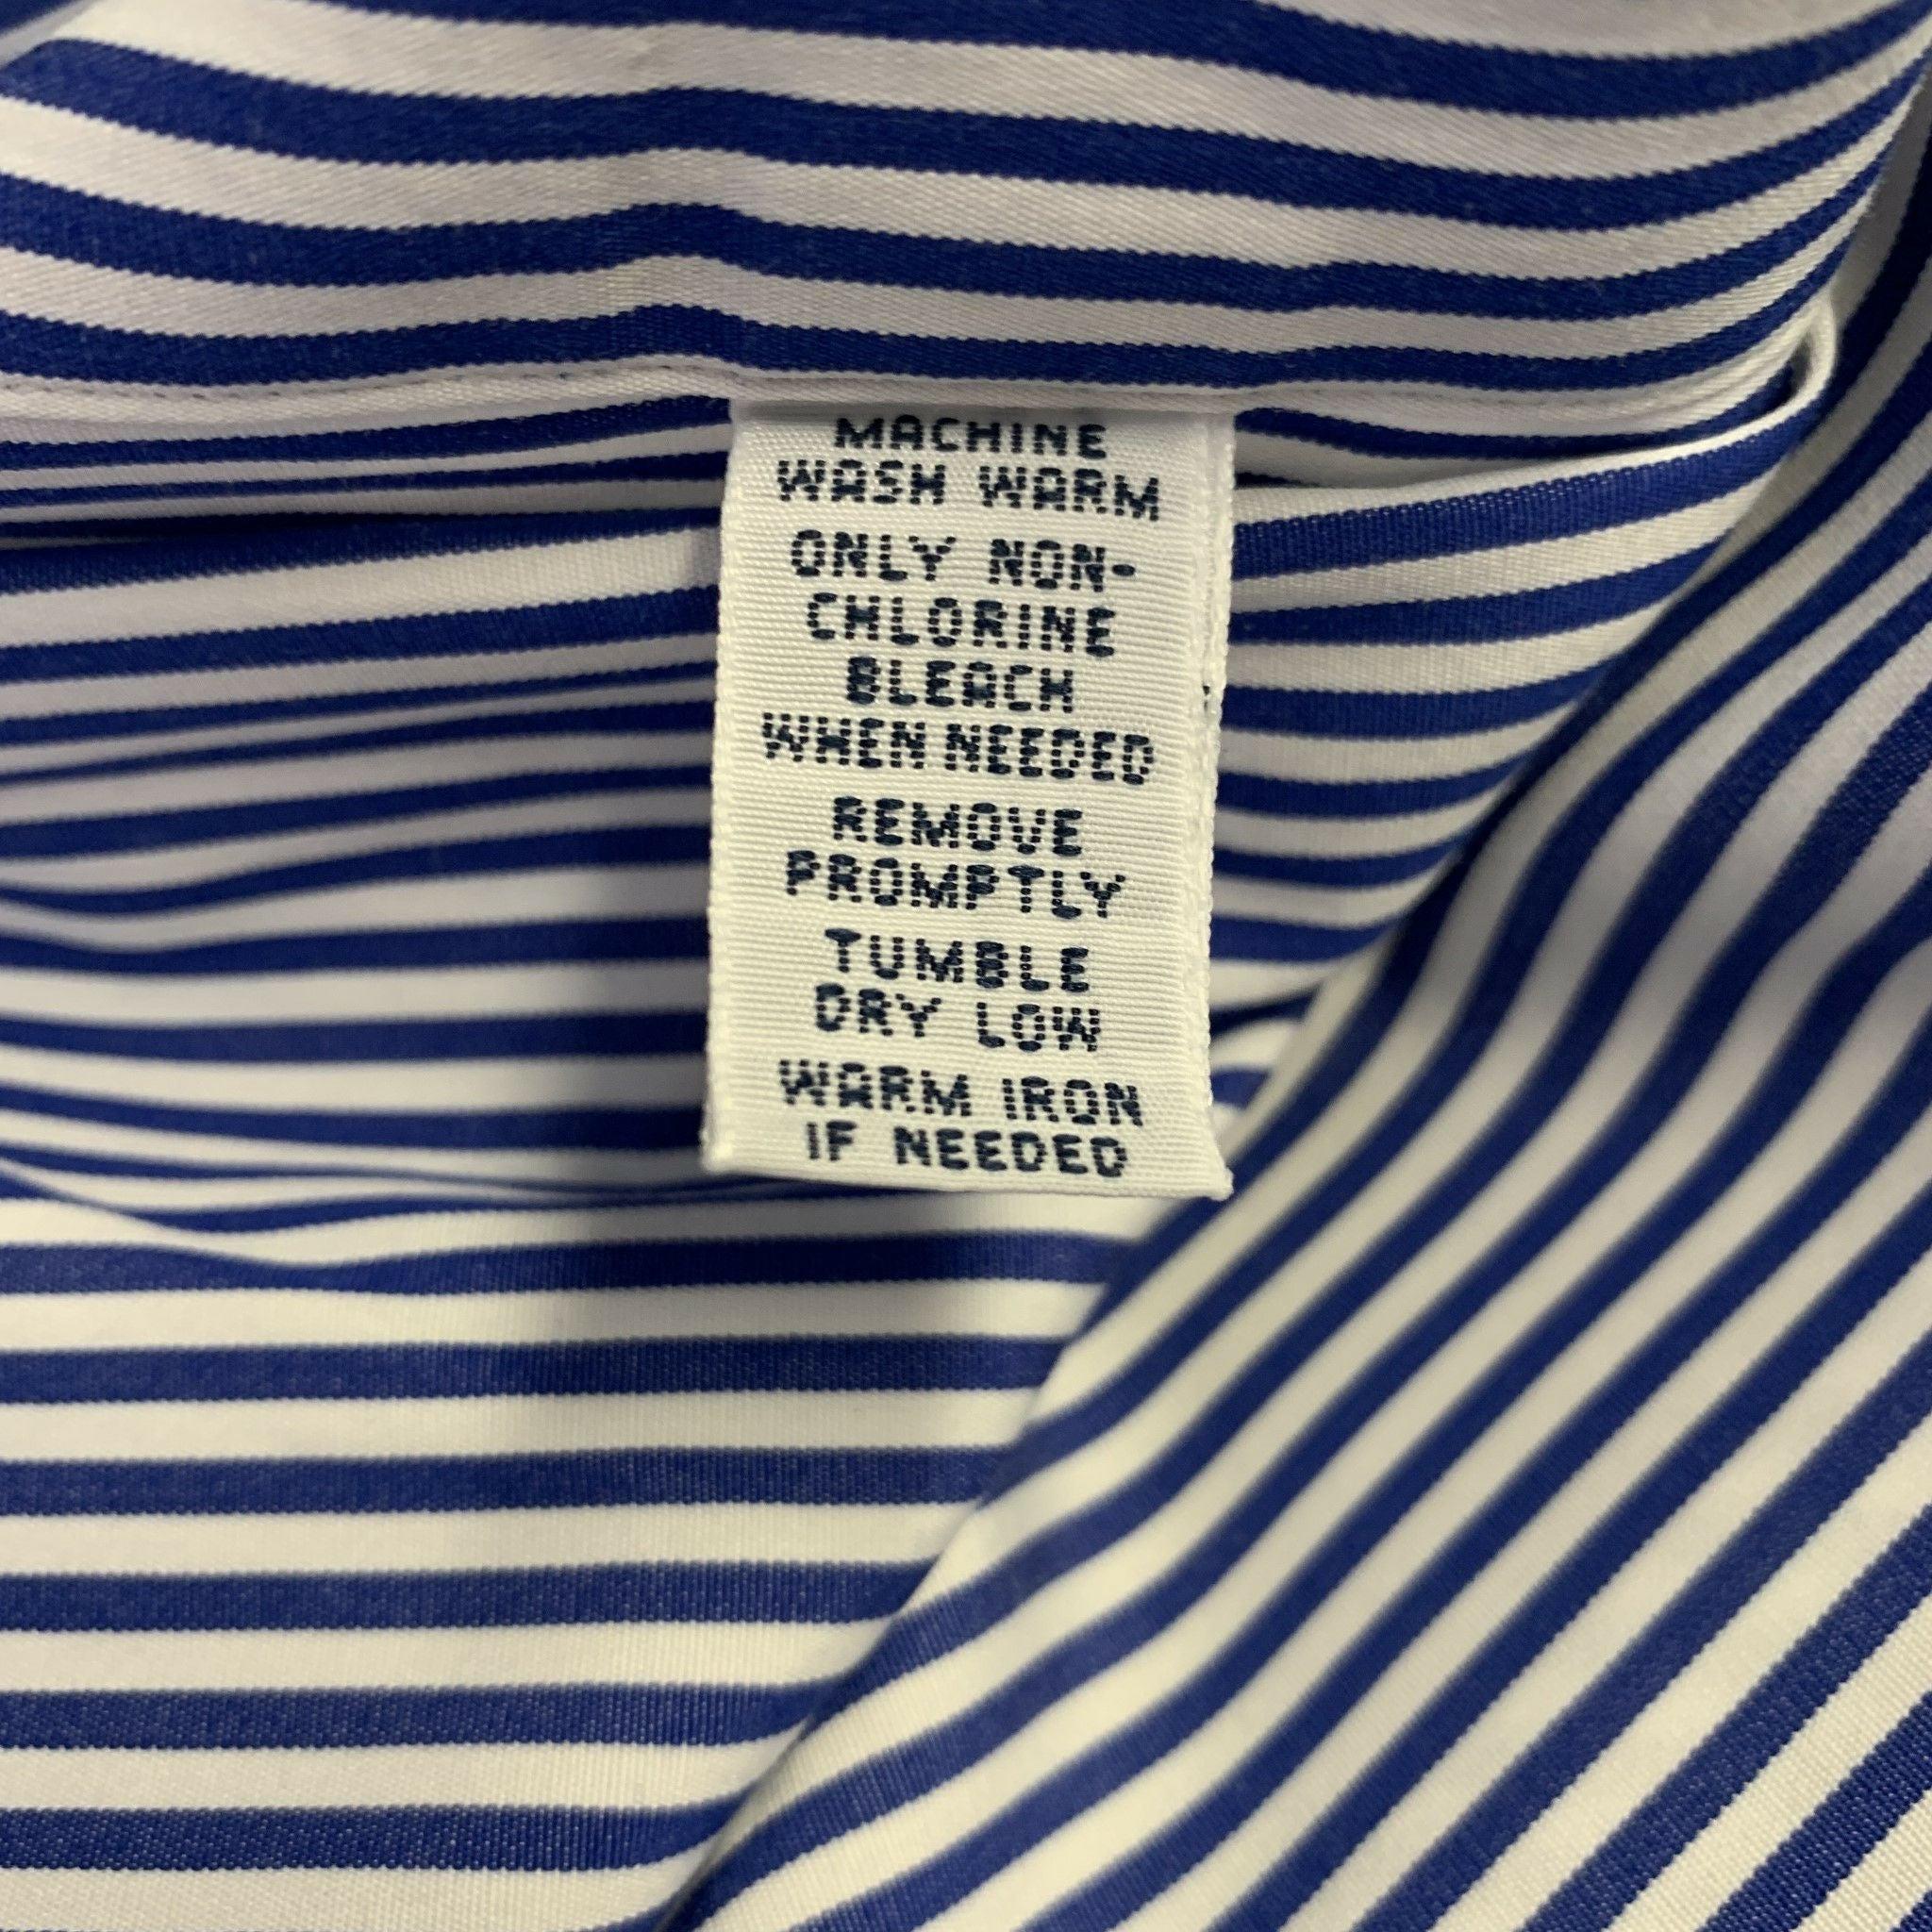 MACHINE
WASH WARM
ONLY NON-
CHLORINE
BLEACH
WHEN NEEDED
REMOVE
PROMPTLY
TUMBLE
DRY LOW
WARM IRON
IF NEEDED